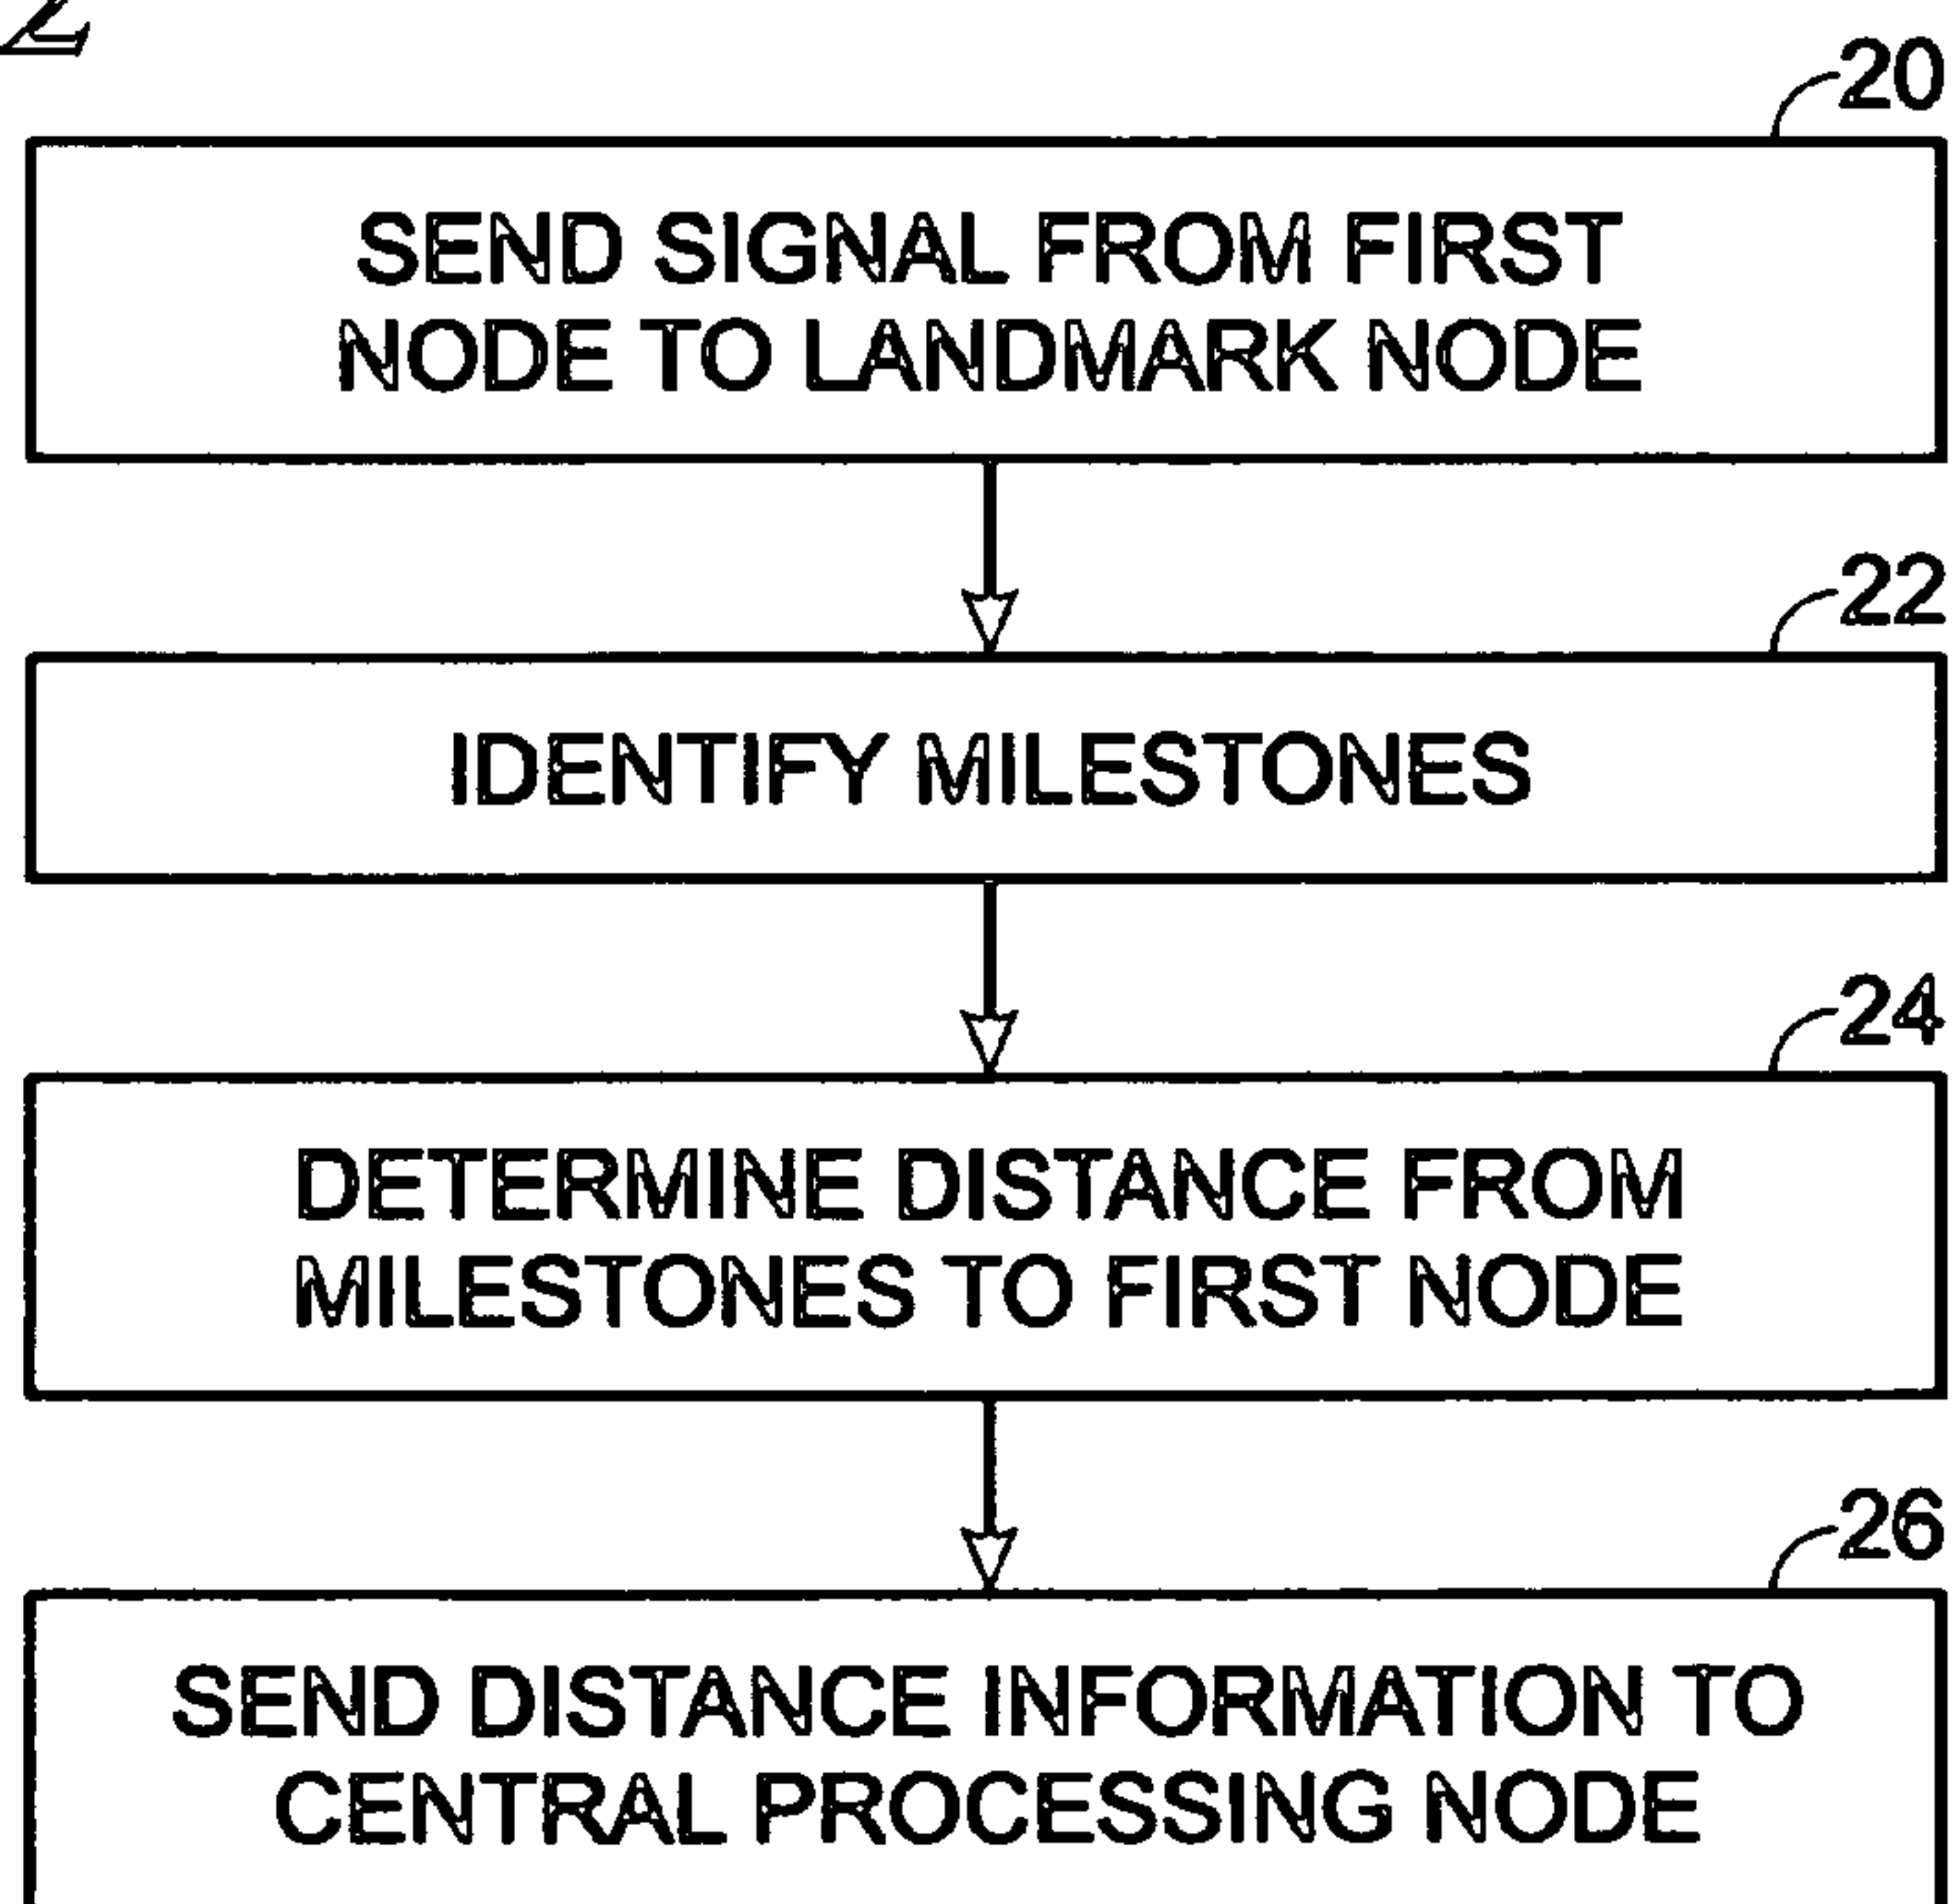 20
SEND SIGNAL FROM FIRST
NODE TO LANDMARK NODE
22
IDENTIFY MILESTONES
24
DETERMINE DISTANCE FROM
MILESTONES TO FIRST NODE
26
SEND DISTANCE INFORMATION TO
CENTRAL PROCESSING NODE